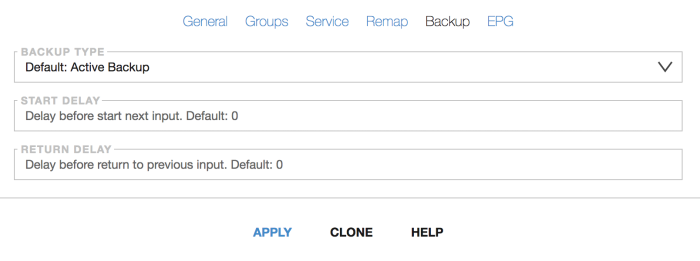 General Groups Service Remap Backup EPG
BACKUP TYPE
Default: Active Backup
START DELAY
Delay before start next input. Default: 0
RETURN DELAY
Delay before return to previous input. Default: 0
APPLY CLONE HELP